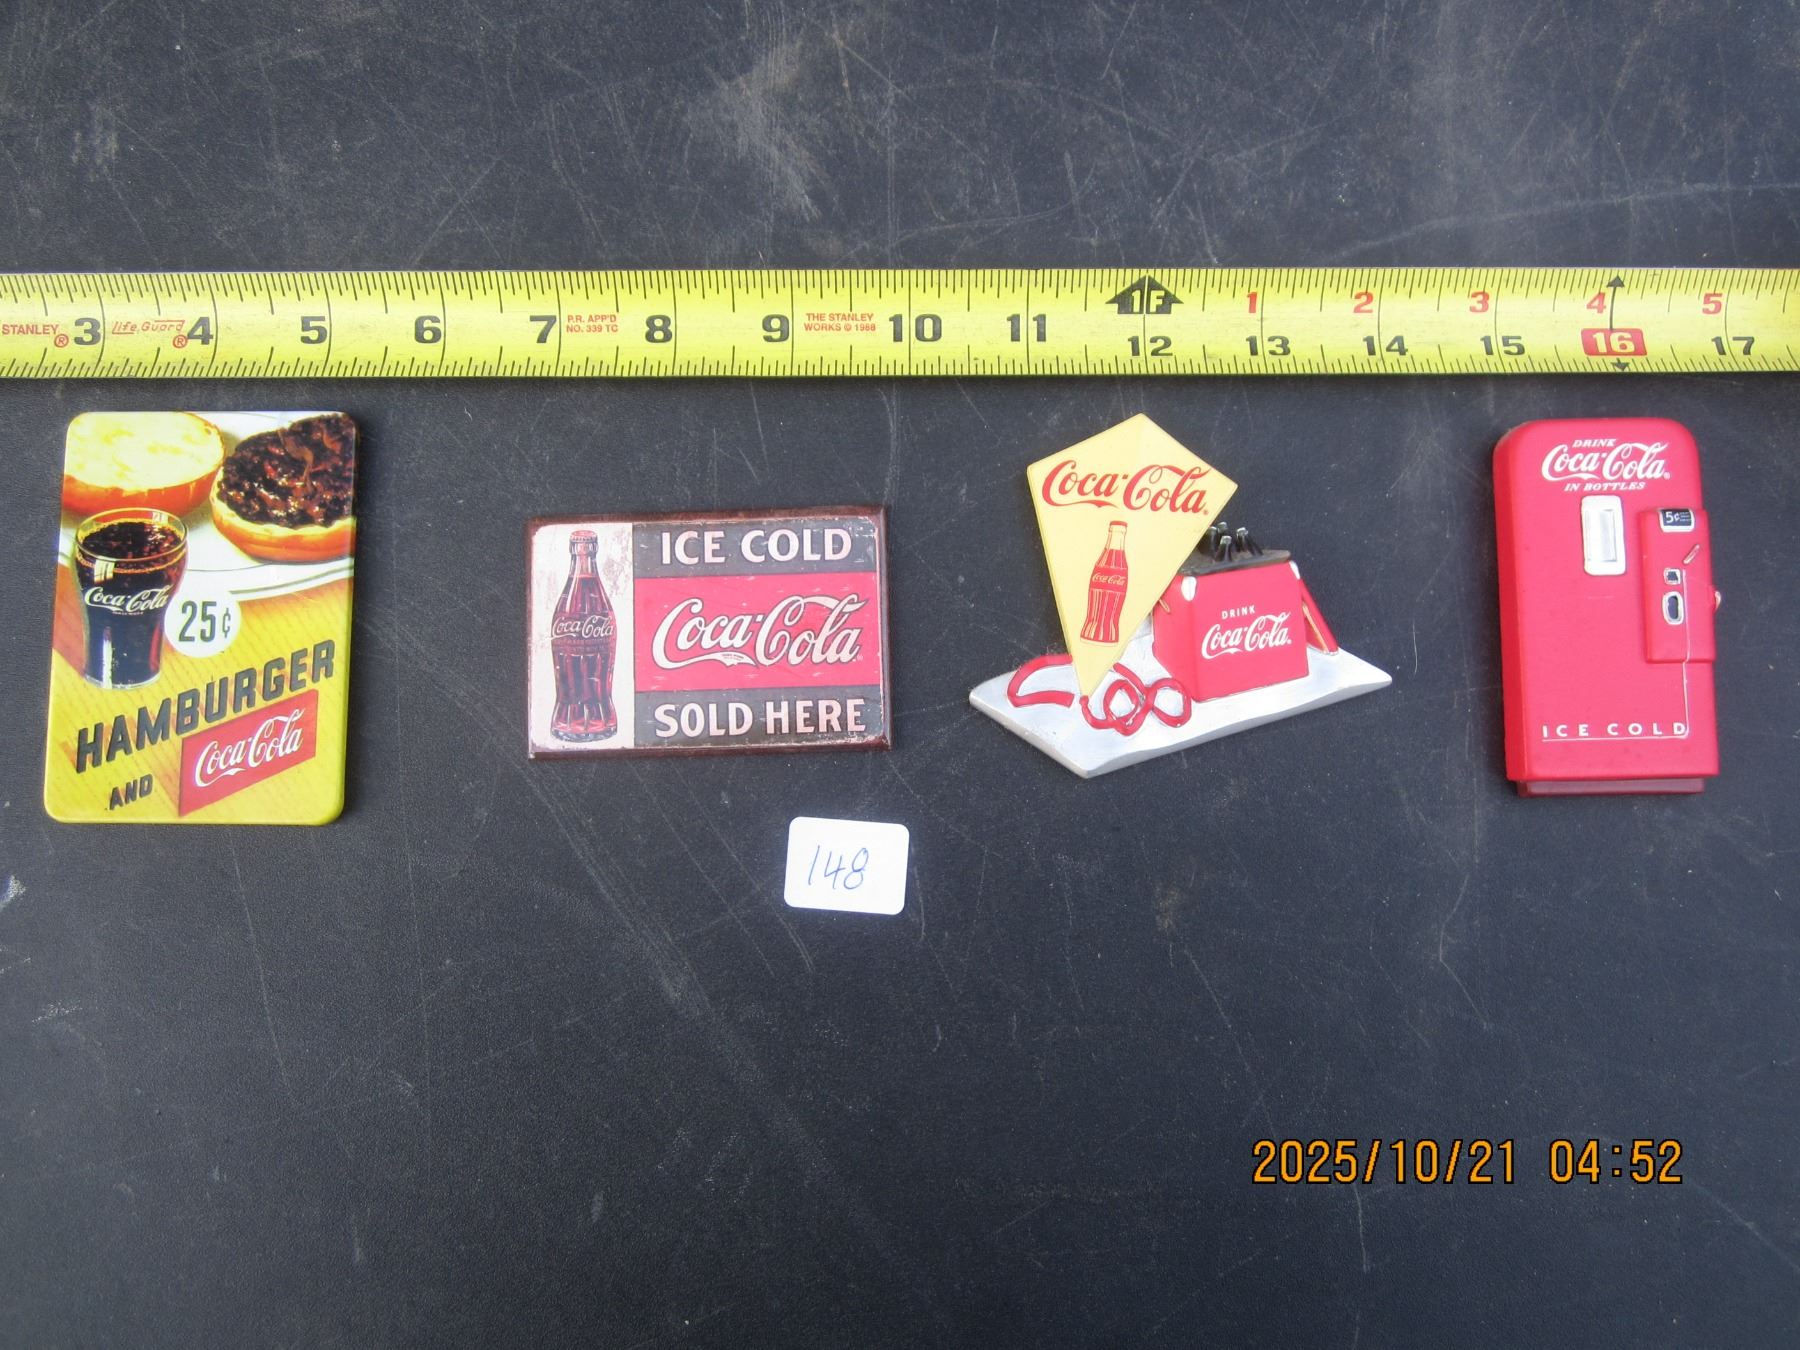 STANLEY® 3 Life Guard® 4 5 6 7 P.R. APP'D 8 9 THE STANLEY 10 11 1F 1 2 3 4 5
NO. 339 TC WORKS © 1988
12 13 14 15 16 17
Coca-Cola
25¢
HAMBURGER
AND Coca-Cola
ICE COLD
Coca-Cola
Coca-Cola
SOLD HERE
Coca-Cola
Coca-Cola
DRINK
Coca-Cola
DRINK
Coca-Cola
IN BOTTLES
5¢
ICE COLD
148
2025/10/21 04:52